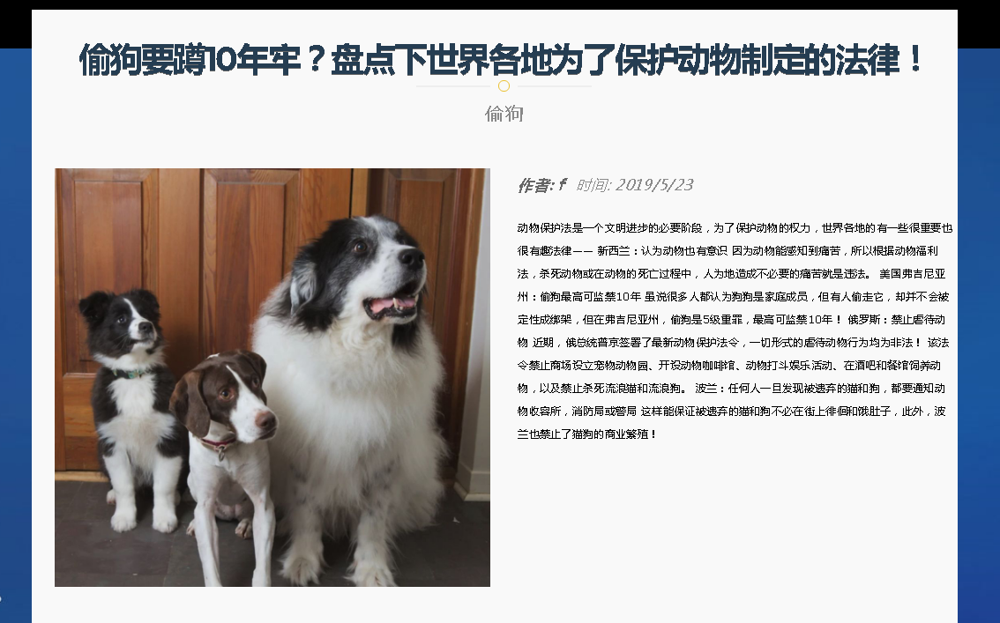 偷狗要蹲10年牢？盘点下世界各地为了保护动物制定的法律！
偷狗
作者: f 时间: 2019/5/23
动物保护法是一个文明进步的必要阶段，为了保护动物的权力，世界各地的有一些很重要也
很有趣法律—— 新西兰：认为动物也有意识 因为动物能感知到痛苦，所以根据动物福利
法，杀死动物或在动物的死亡过程中，人为地造成不必要的痛苦就是违法。 美国弗吉尼亚
州：偷狗最高可监禁10年 虽说很多人都认为狗狗是家庭成员，但有人偷走它，却并不会被
定性成绑架，但在弗吉尼亚州，偷狗是5级重罪，最高可监禁10年！ 俄罗斯：禁止虐待动
物 近期，俄总统普京签署了最新动物保护法令，一切形式的虐待动物行为均为非法！ 该法
令禁止商场设立宠物动物园、开设动物咖啡馆、动物打斗娱乐活动、在酒吧和餐馆饲养动
物，以及禁止杀死流浪猫和流浪狗。 波兰：任何人一旦发现被遗弃的猫和狗，都要通知动
物收容所，消防局或警局 这样能保证被遗弃的猫和狗不必在街上徘徊和饿肚子，此外，波
兰也禁止了猫狗的商业繁殖！